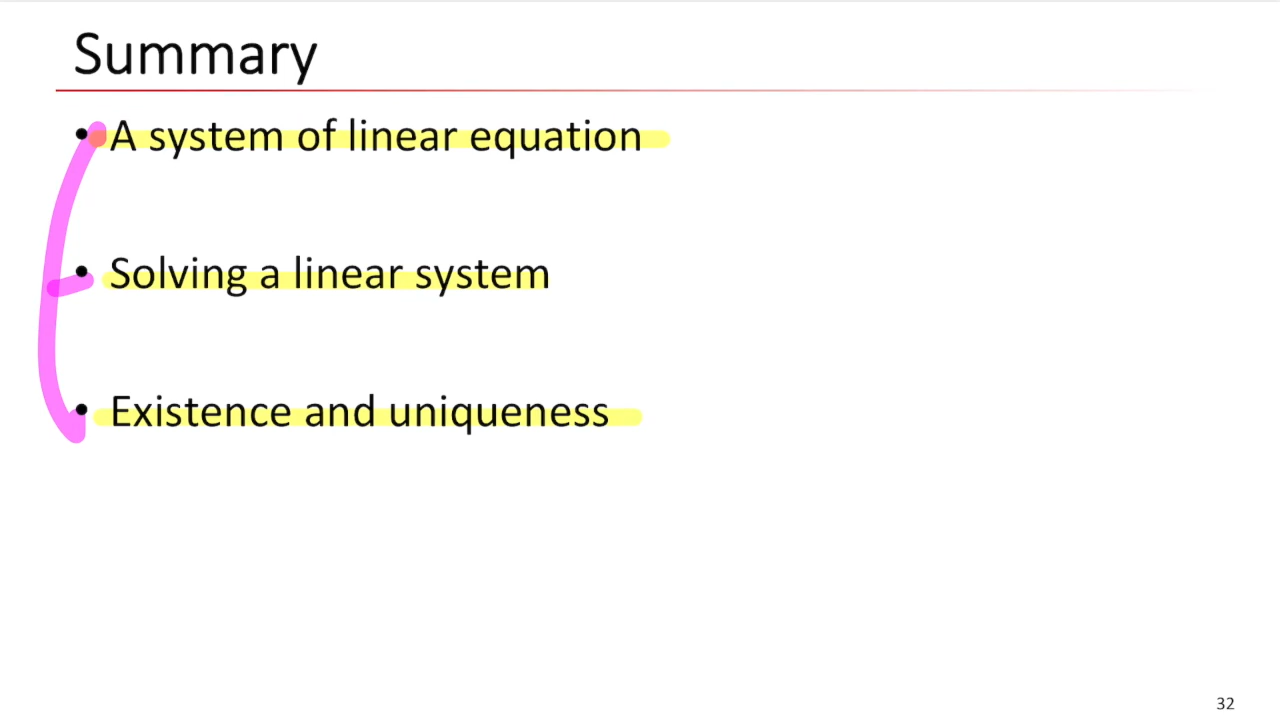 Summary
• A system of linear equation
• Solving a linear system
• Existence and uniqueness
32